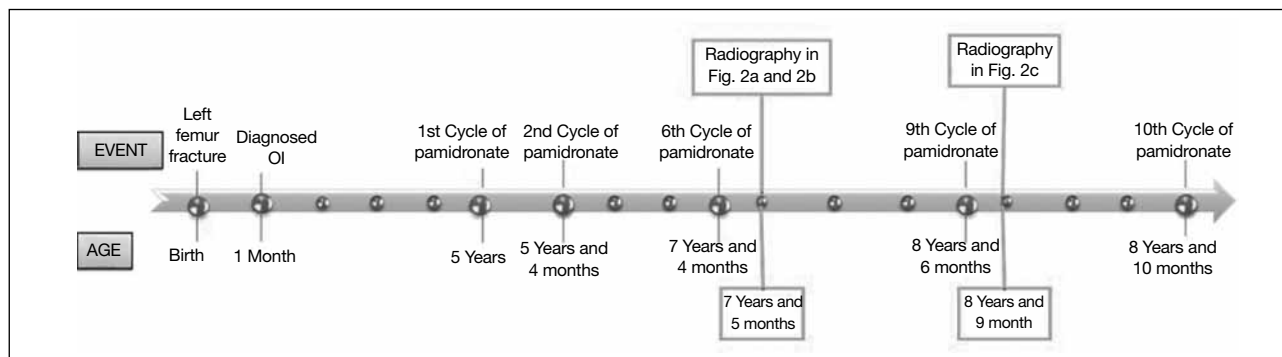 Radiography in
Fig. 2a and 2b
Radiography
in Fig. 2c
EVENT
Left
femur
fracture
Diagnosed
OI
1st Cycle of
pamidronate
2nd Cycle of
pamidronate
6th Cycle of
pamidronate
9th Cycle of
pamidronate
10th Cycle of
pamidronate
AGE
Birth
1 Month
5 Years
5 Years and
4 months
7 Years and
4 months
8 Years and
6 months
8 Years and
10 months
7 Years and
5 months
8 Years and
9 month